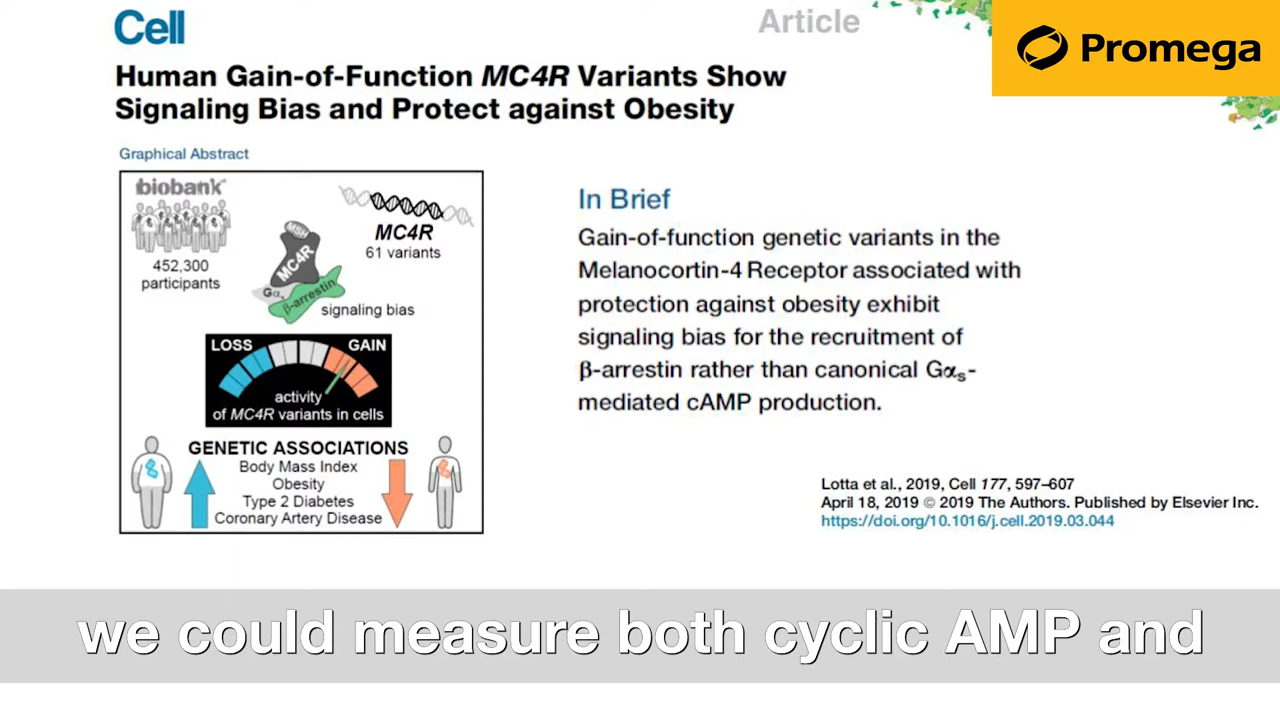 Cell
Article
Promega
Human Gain-of-Function MC4R Variants Show
Signaling Bias and Protect against Obesity
Graphical Abstract
biobank™
452,300
participants
MSH
MC4R
Gαs
β-arrestin
signaling bias
MC4R
61 variants
LOSS
GAIN
activity
of MC4R variants in cells
GENETIC ASSOCIATIONS
Body Mass Index
Obesity
Type 2 Diabetes
Coronary Artery Disease
In Brief
Gain-of-function genetic variants in the
Melanocortin-4 Receptor associated with
protection against obesity exhibit
signaling bias for the recruitment of
β-arrestin rather than canonical Gαs-
mediated cAMP production.
Lotta et al., 2019, Cell 177, 597–607
April 18, 2019 © 2019 The Authors. Published by Elsevier Inc.
https://doi.org/10.1016/j.cell.2019.03.044
we could measure both cyclic AMP and